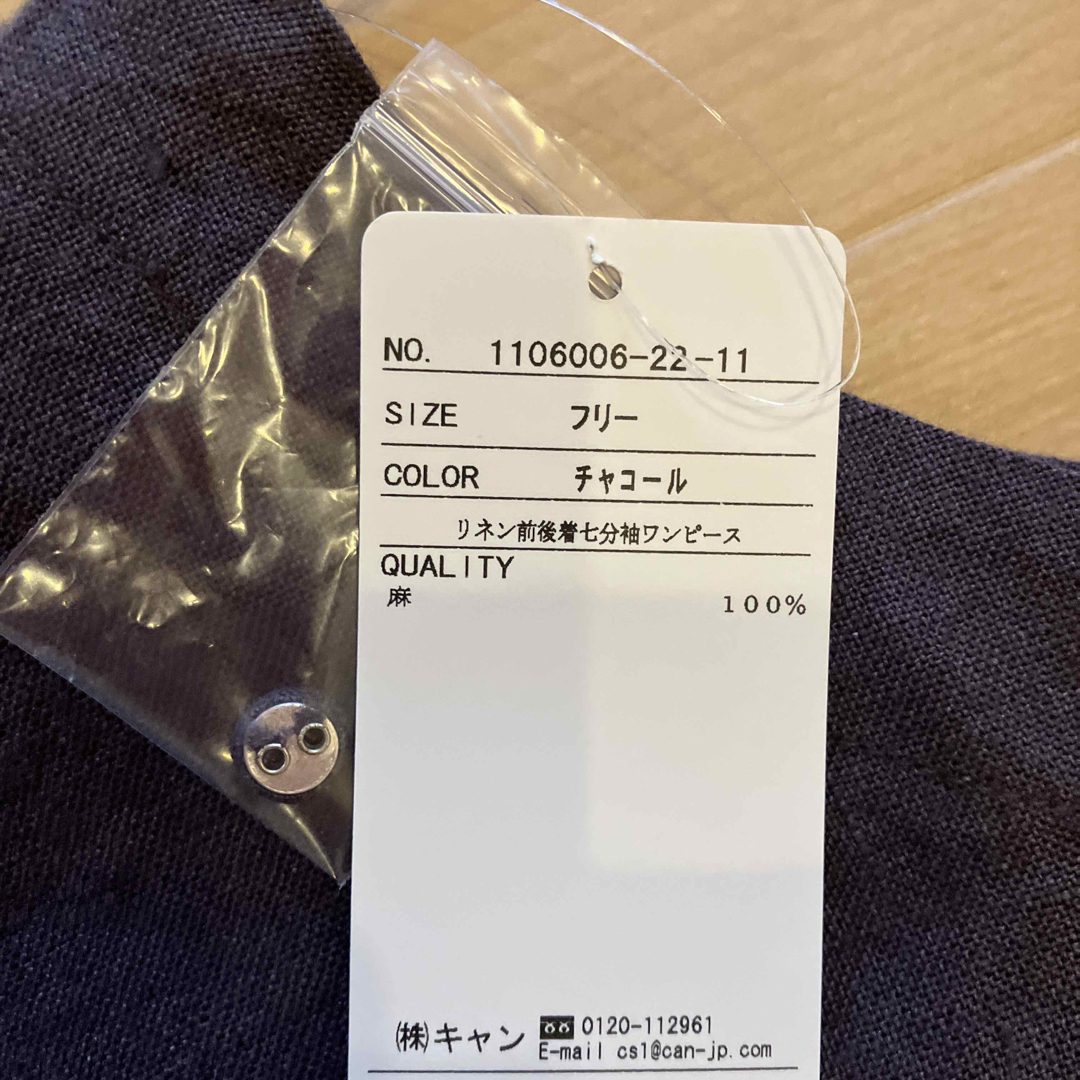 NO. 1106006-22-11
SIZE フリー
COLOR チャコール
リネン前後着七分袖ワンピース
QUALITY
麻 100%
㈱キャン 0120-112961
E-mail cs1@can-jp.com